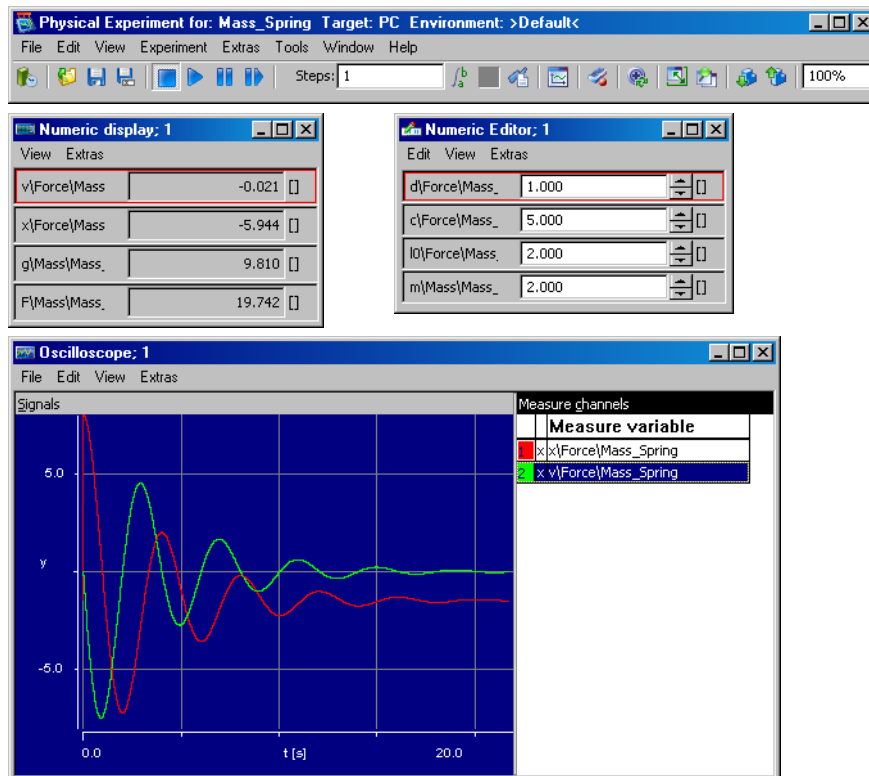 Physical Experiment for: Mass_Spring Target: PC Environment: >Default<
File Edit View Experiment Extras Tools Window Help
Steps: 1 100%
Numeric display; 1
View Extras
v\Force\Mass -0.021 []
x\Force\Mass -5.944 []
g\Mass\Mass_ 9.810 []
F\Mass\Mass_ 19.742 []
Numeric Editor; 1
Edit View Extras
d\Force\Mass_ 1.000 []
c\Force\Mass_ 5.000 []
l0\Force\Mass_ 2.000 []
m\Mass\Mass_ 2.000 []
Oscilloscope; 1
File Edit View Extras
Signals
5.0
y
-5.0
0.0 t [s] 20.0
Measure channels
Measure variable
1 x x\Force\Mass_Spring
2 x v\Force\Mass_Spring